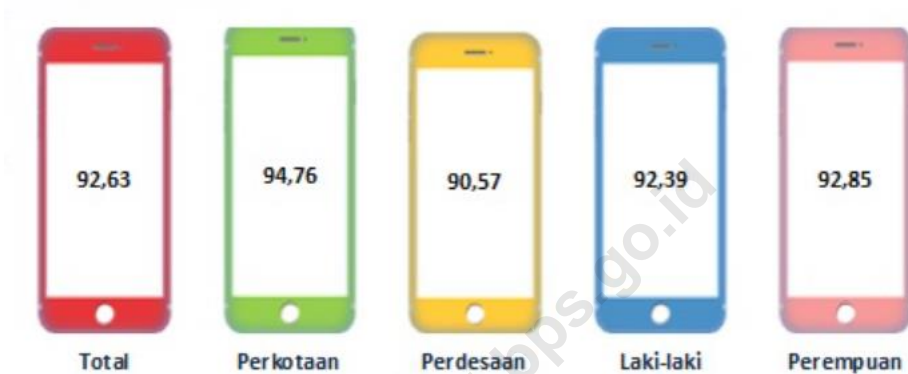 92,63
94,76
90,57
92,39
92,85
bps.go.id
Total
Perkotaan
Perdesaan
Laki-laki
Perempuan